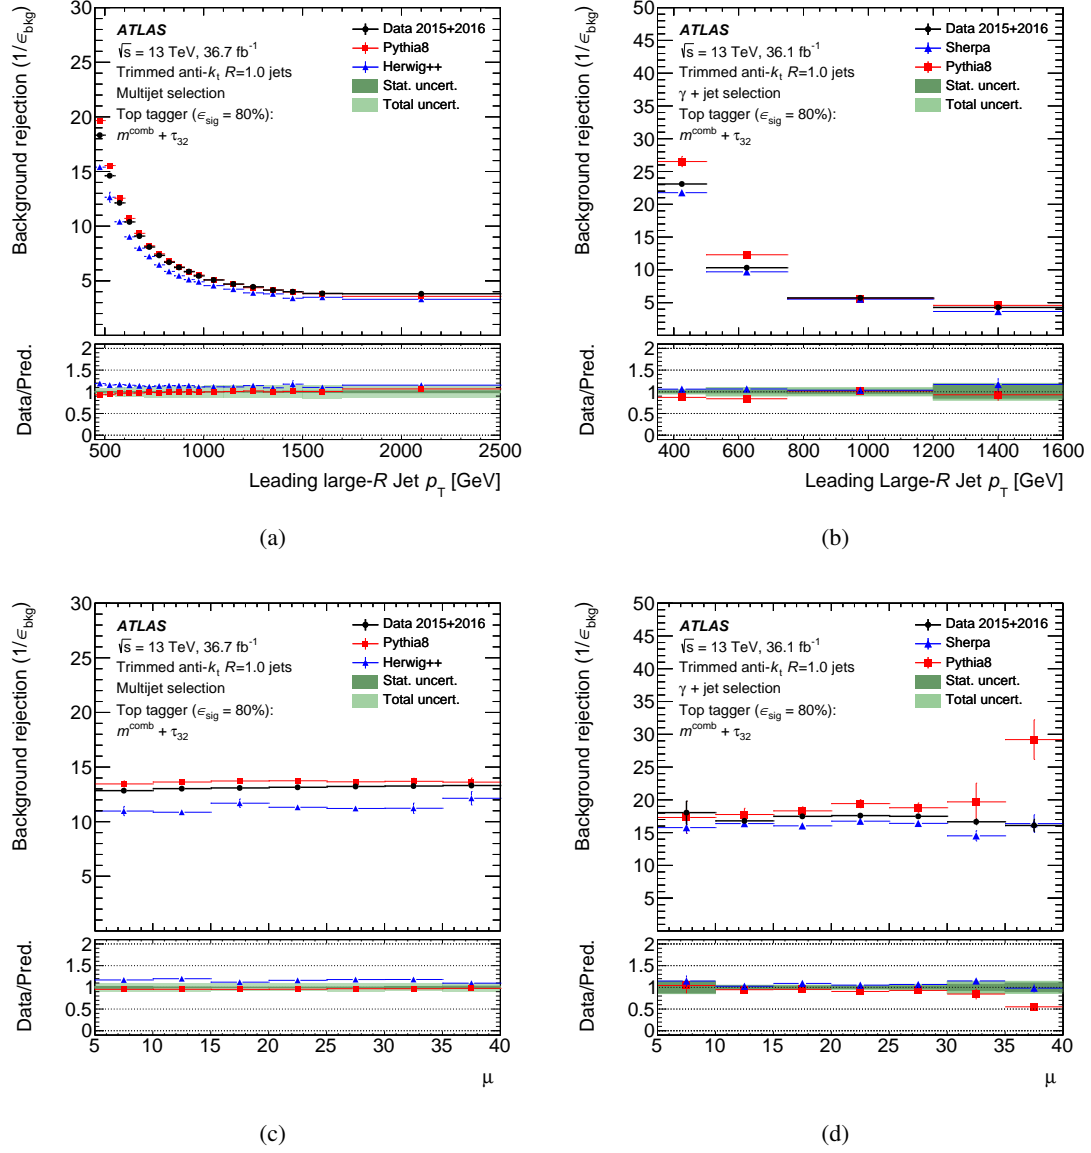 Background rejection (1/ϵbkg)
30
25
20
15
10
5
ATLAS
√s = 13 TeV, 36.7 fb-1
Trimmed anti-kt R=1.0 jets
Multijet selection
Top tagger (ϵsig = 80%):
mcomb + τ32
Data 2015+2016
Pythia8
Herwig++
Stat. uncert.
Total uncert.
Data/Pred.
2
1.5
1
0.5
0
500 1000 1500 2000 2500
Leading large-R Jet pT [GeV]
(a)
Background rejection (1/ϵbkg)
50
45
40
35
30
25
20
15
10
5
ATLAS
√s = 13 TeV, 36.1 fb-1
Trimmed anti-kt R=1.0 jets
γ + jet selection
Top tagger (ϵsig = 80%):
mcomb + τ32
Data 2015+2016
Sherpa
Pythia8
Stat. uncert.
Total uncert.
Data/Pred.
2
1.5
1
0.5
0
400 600 800 1000 1200 1400 1600
Leading Large-R Jet pT [GeV]
(b)
Background rejection (1/ϵbkg)
30
25
20
15
10
5
ATLAS
√s = 13 TeV, 36.7 fb-1
Trimmed anti-kt R=1.0 jets
Multijet selection
Top tagger (ϵsig = 80%):
mcomb + τ32
Data 2015+2016
Pythia8
Herwig++
Stat. uncert.
Total uncert.
Data/Pred.
2
1.5
1
0.5
0
5 10 15 20 25 30 35 40
μ
(c)
Background rejection (1/ϵbkg)
50
45
40
35
30
25
20
15
10
5
ATLAS
√s = 13 TeV, 36.1 fb-1
Trimmed anti-kt R=1.0 jets
γ + jet selection
Top tagger (ϵsig = 80%):
mcomb + τ32
Data 2015+2016
Sherpa
Pythia8
Stat. uncert.
Total uncert.
Data/Pred.
2
1.5
1
0.5
0
5 10 15 20 25 30 35 40
μ
(d)